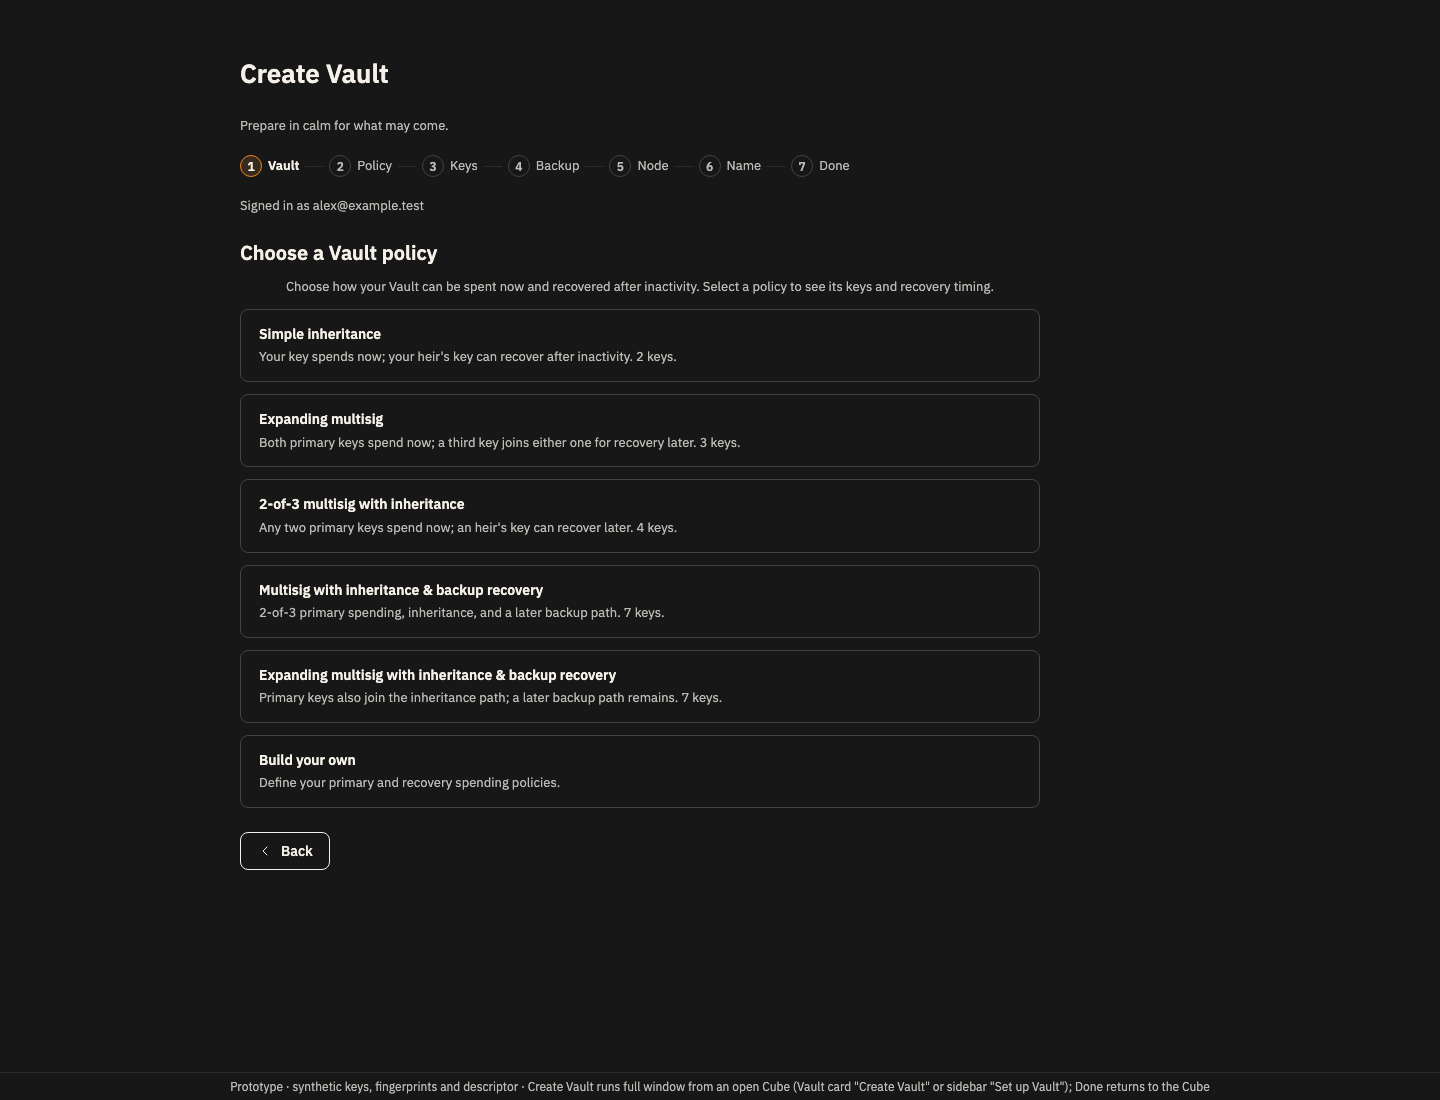 Create Vault
Prepare in calm for what may come.
1 Vault 2 Policy 3 Keys 4 Backup 5 Node 6 Name 7 Done
Signed in as alex@example.test
Choose a Vault policy
Choose how your Vault can be spent now and recovered after inactivity. Select a policy to see its keys and recovery timing.
Simple inheritance
Your key spends now; your heir's key can recover after inactivity. 2 keys.
Expanding multisig
Both primary keys spend now; a third key joins either one for recovery later. 3 keys.
2-of-3 multisig with inheritance
Any two primary keys spend now; an heir's key can recover later. 4 keys.
Multisig with inheritance & backup recovery
2-of-3 primary spending, inheritance, and a later backup path. 7 keys.
Expanding multisig with inheritance & backup recovery
Primary keys also join the inheritance path; a later backup path remains. 7 keys.
Build your own
Define your primary and recovery spending policies.
Back
Prototype · synthetic keys, fingerprints and descriptor · Create Vault runs full window from an open Cube (Vault card "Create Vault" or sidebar "Set up Vault"); Done returns to the Cube